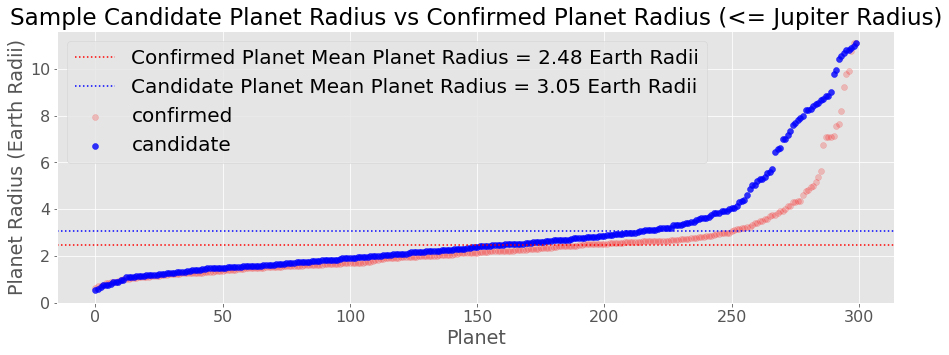 Sample Candidate Planet Radius vs Confirmed Planet Radius (<= Jupiter Radius)
Planet Radius (Earth Radii)
10
8
6
4
2
0
Confirmed Planet Mean Planet Radius = 2.48 Earth Radii
Candidate Planet Mean Planet Radius = 3.05 Earth Radii
confirmed
candidate
0 50 100 150 200 250 300
Planet